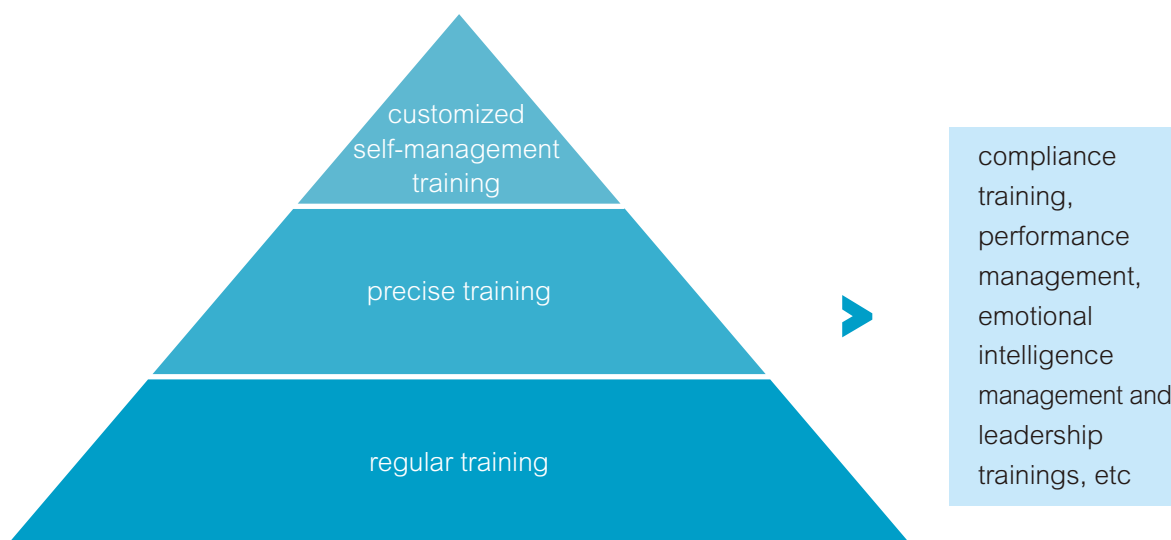 customized
self-management
training
precise training
regular training
compliance
training,
performance
management,
emotional
intelligence
management and
leadership
trainings, etc